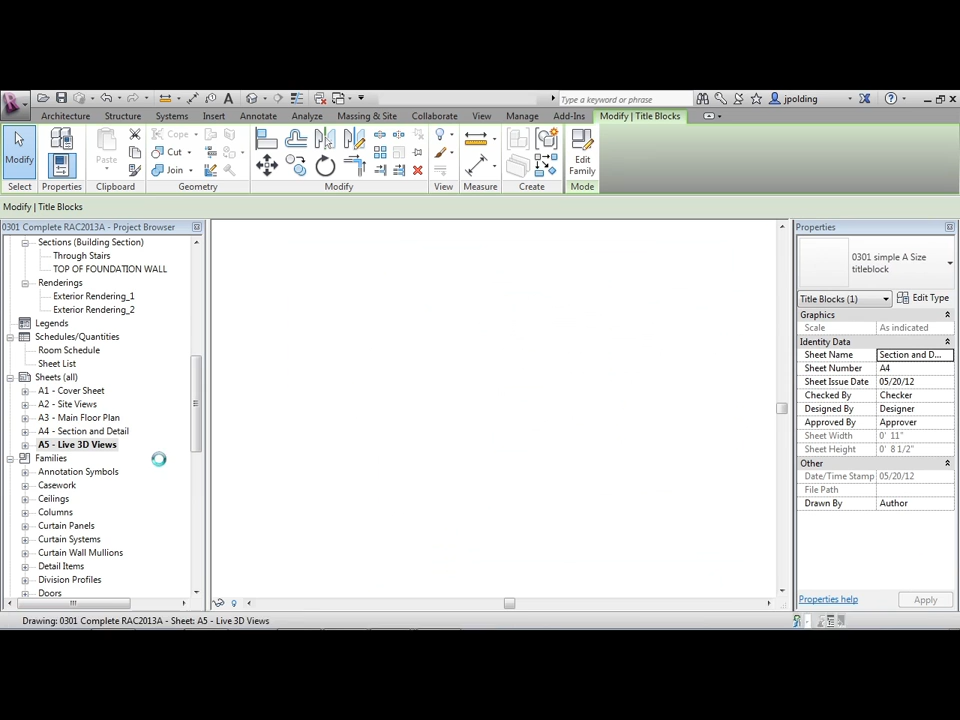 Type a keyword or phrase
jpolding
Architecture Structure Systems Insert Annotate Analyze Massing & Site Collaborate View Manage Add-Ins Modify | Title Blocks
Modify
Paste
Cope
Cut
Join
Edit
Family
Select Properties Clipboard Geometry Modify View Measure Create Mode
Modify | Title Blocks
0301 Complete RAC2013A - Project Browser
Sections (Building Section)
Through Stairs
TOP OF FOUNDATION WALL
Renderings
Exterior Rendering_1
Exterior Rendering_2
Legends
Schedules/Quantities
Room Schedule
Sheet List
Sheets (all)
A1 - Cover Sheet
A2 - Site Views
A3 - Main Floor Plan
A4 - Section and Detail
A5 - Live 3D Views
Families
Annotation Symbols
Casework
Ceilings
Columns
Curtain Panels
Curtain Systems
Curtain Wall Mullions
Detail Items
Division Profiles
Doors
Properties
0301 simple A Size
titleblock
Title Blocks (1) Edit Type
Graphics
Scale As indicated
Identity Data
Sheet Name Section and D...
Sheet Number A4
Sheet Issue Date 05/20/12
Checked By Checker
Designed By Designer
Approved By Approver
Sheet Width 0' 11"
Sheet Height 0' 8 1/2"
Other
Date/Time Stamp 05/20/12
File Path
Drawn By Author
Properties help Apply
Drawing: 0301 Complete RAC2013A - Sheet: A5 - Live 3D Views